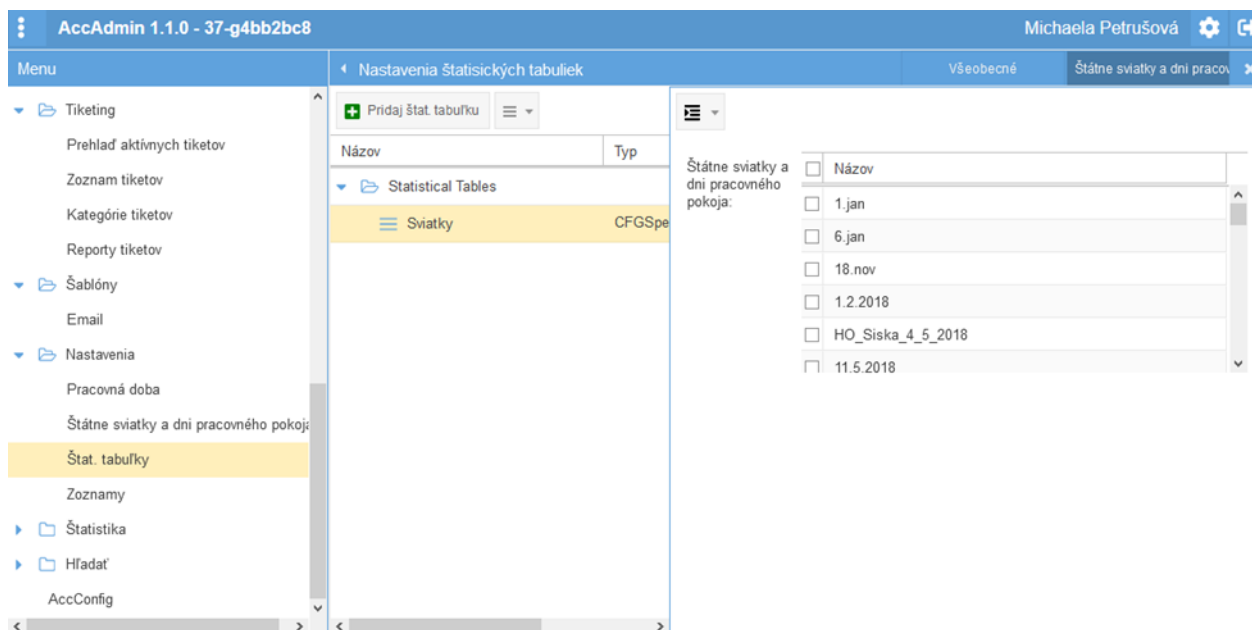 AccAdmin 1.1.0 - 37-g4bb2bc8
Michaela Petrušová
Menu
Nastavenia štatisických tabuliek
Všeobecné
Štátne sviatky a dni pracov
Tiketing
Prehlaď aktívnych tiketov
Zoznam tiketov
Kategórie tiketov
Reporty tiketov
Šablóny
Email
Nastavenia
Pracovná doba
Štátne sviatky a dni pracovného pokoja
Štat. tabuľky
Zoznamy
Štatistika
Hľadať
AccConfig
Pridaj štat. tabuľku
Názov
Typ
Statistical Tables
Sviatky
CFGSpe
Štátne sviatky a
dni pracovného
pokoja:
Názov
1.jan
6.jan
18.nov
1.2.2018
HO_Siska_4_5_2018
11.5.2018